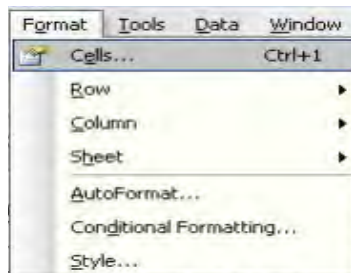 Format Tools Data Window
Cells... Ctrl+1
Row
Column
Sheet
AutoFormat...
Conditional Formatting...
Style...